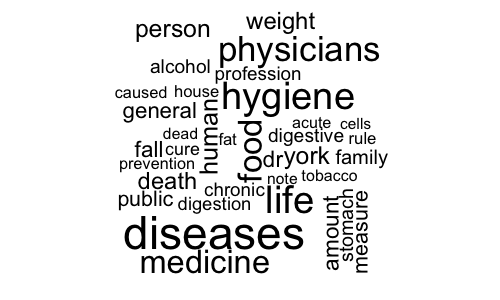 person
weight
physicians
alcohol
profession
caused
house
hygiene
general
human
acute
cells
dead
fat
food
digestive
rule
fall
cure
dr
york
family
prevention
death
note
tobacco
chronic
public
digestion
life
amount
stomach
measure
diseases
medicine